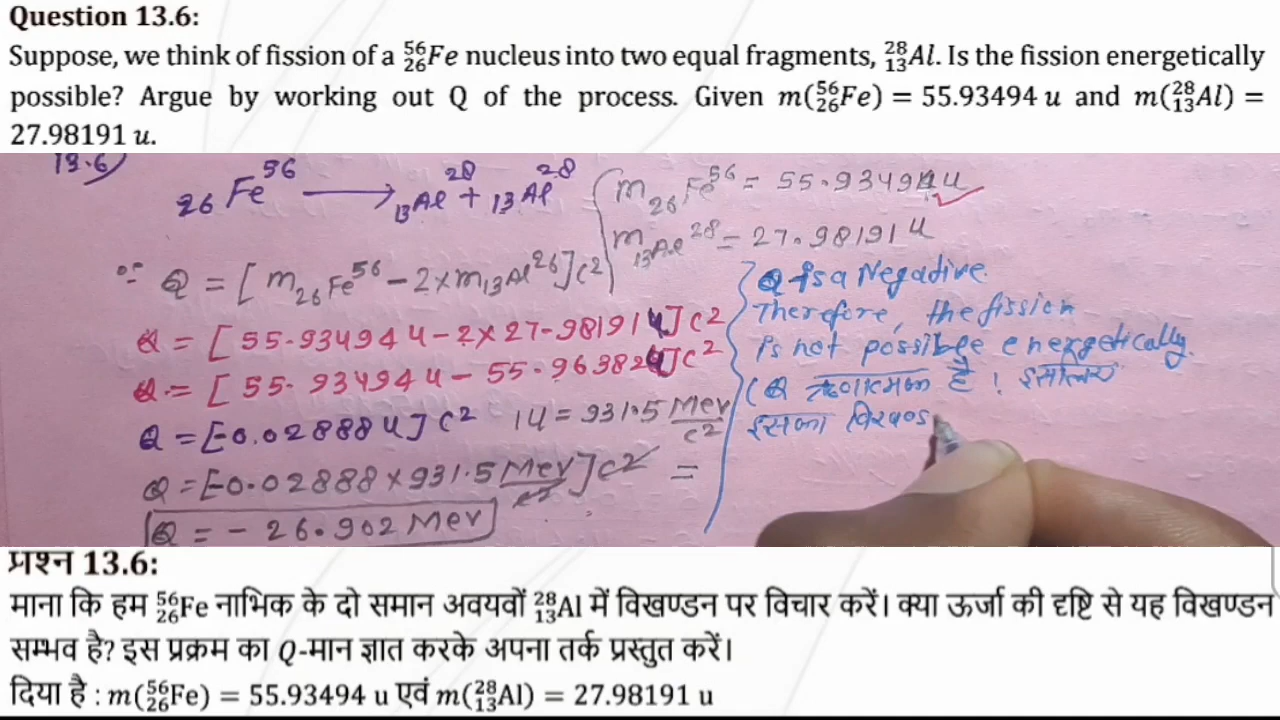 Question 13.6:
Suppose, we think of fission of a ⁵⁶₂₆Fe nucleus into two equal fragments, ²⁸₁₃Al. Is the fission energetically
possible? Argue by working out Q of the process. Given m(⁵⁶₂₆Fe) = 55.93494 u and m(²⁸₁₃Al) =
27.98191 u.
13.6)
₂₆Fe⁵⁶ ⟶ ₁₃Al²⁸ + ₁₃Al²⁸
m ₂₆Fe⁵⁶ = 55.93494 u
m ₁₃Al²⁸ = 27.98191 u
∵ Q = [m ₂₆Fe⁵⁶ - 2×m ₁₃Al²⁶]c²
Q = [55.93494 u - 2×27.98191 u]c²
Q = [55.93494 u - 55.96382 u]c²
Q = [-0.02888 u] c² 1u = 931.5 Mev/c²
Q = [-0.02888 × 931.5 Mev/c²]c² =
Q = - 26.902 Mev
Q is a Negative.
Therefore, the fission
is not possible energetically.
(Q ऋणात्मक है। इसलिये
इसका विखण्ड
प्रश्न 13.6:
माना कि हम ⁵⁶₂₆Fe नाभिक के दो समान अवयवों ²⁸₁₃Al में विखण्डन पर विचार करें। क्या ऊर्जा की दृष्टि से यह विखण्डन
सम्भव है? इस प्रक्रम का Q-मान ज्ञात करके अपना तर्क प्रस्तुत करें।
दिया है : m(⁵⁶₂₆Fe) = 55.93494 u एवं m(²⁸₁₃Al) = 27.98191 u